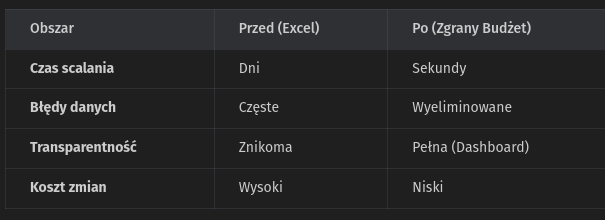 Obszar Przed (Excel) Po (Zgrany Budżet)
Czas scalania Dni Sekundy
Błędy danych Częste Wyeliminowane
Transparentność Znikoma Pełna (Dashboard)
Koszt zmian Wysoki Niski